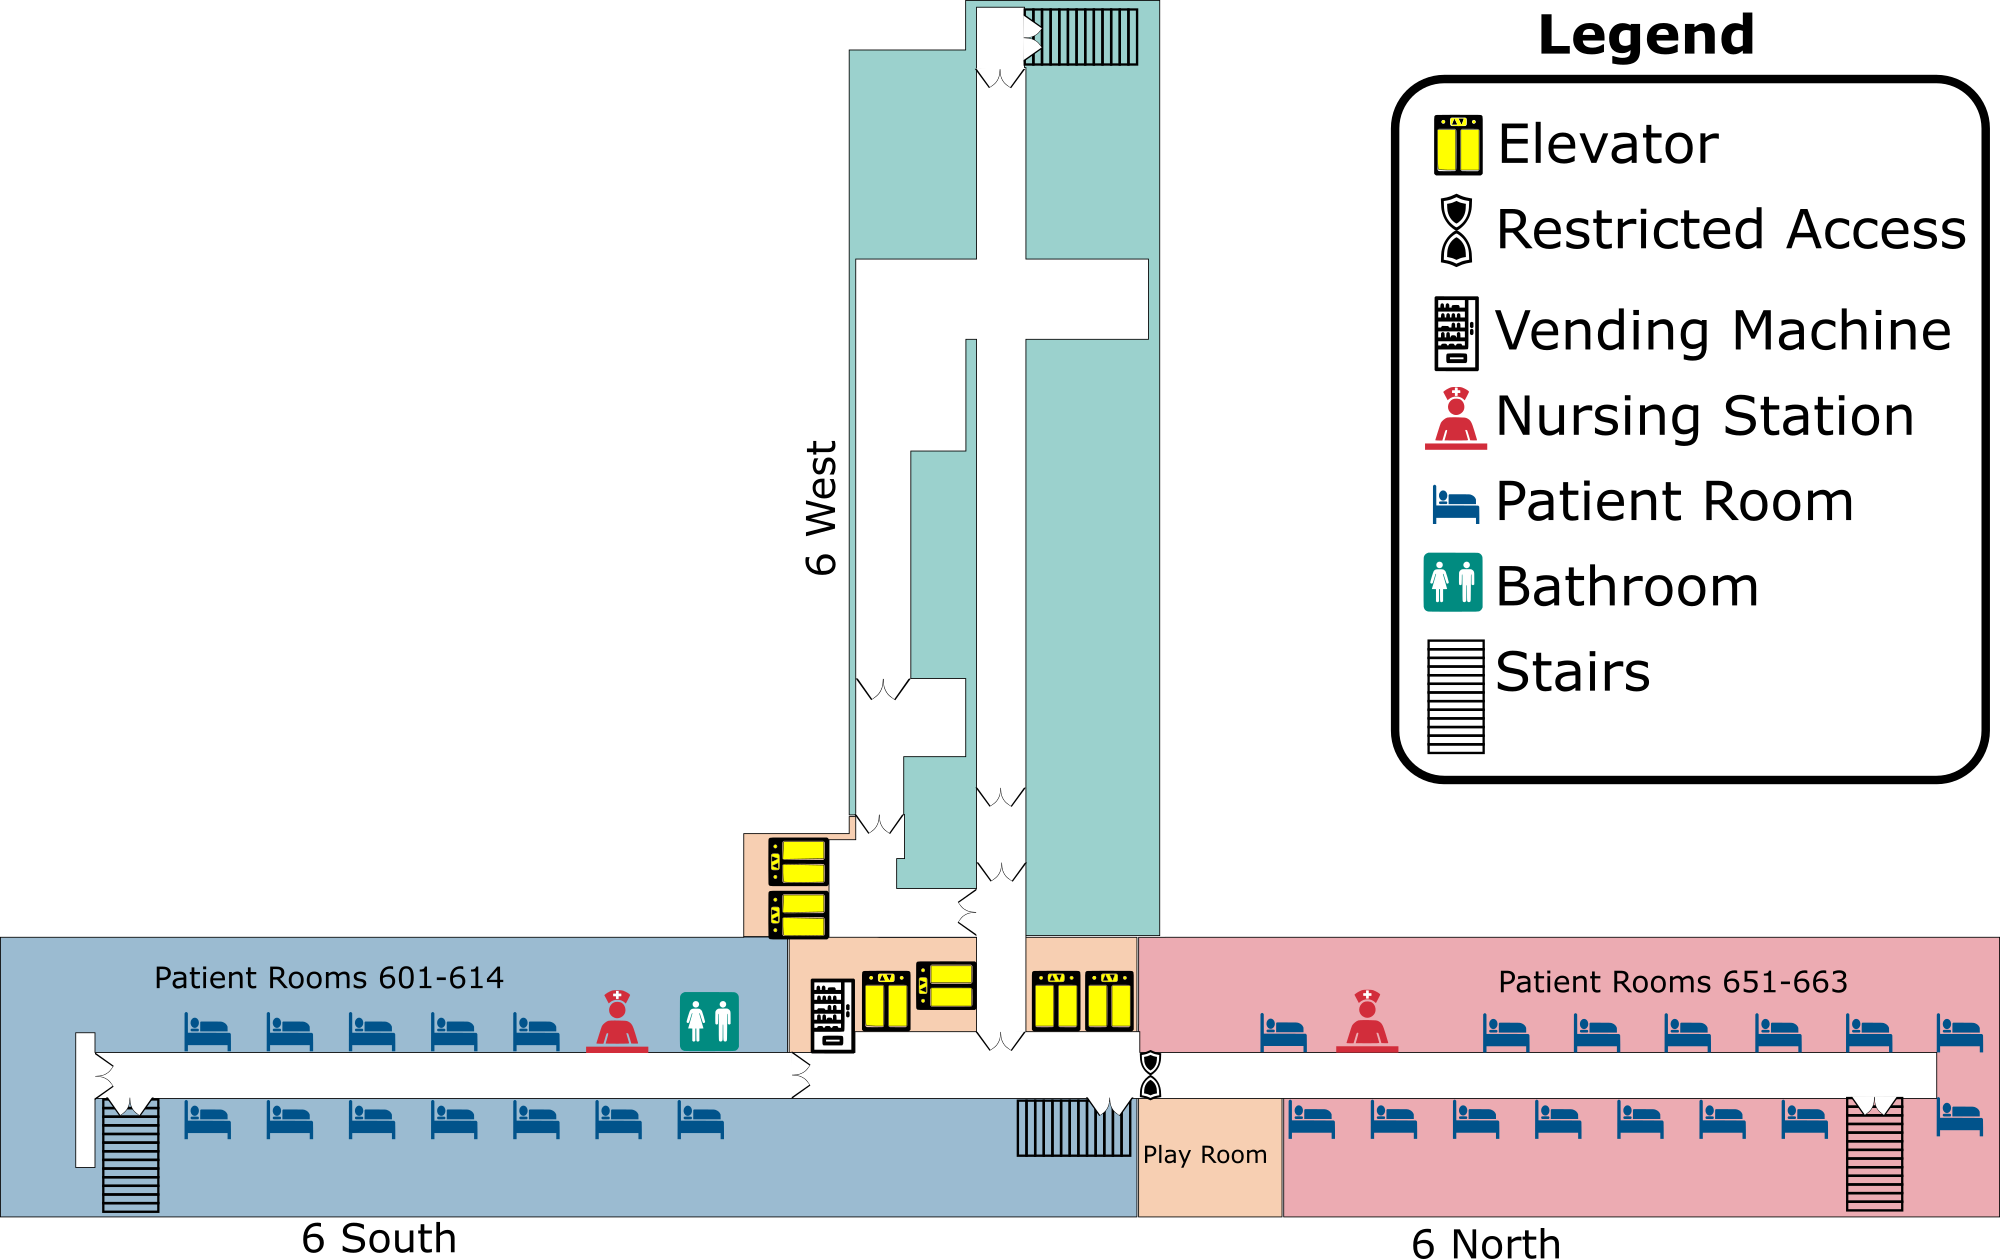 Legend
Elevator
Restricted Access
Vending Machine
Nursing Station
Patient Room
Bathroom
Stairs
6 West
Patient Rooms 601-614
Patient Rooms 651-663
Play Room
6 South
6 North